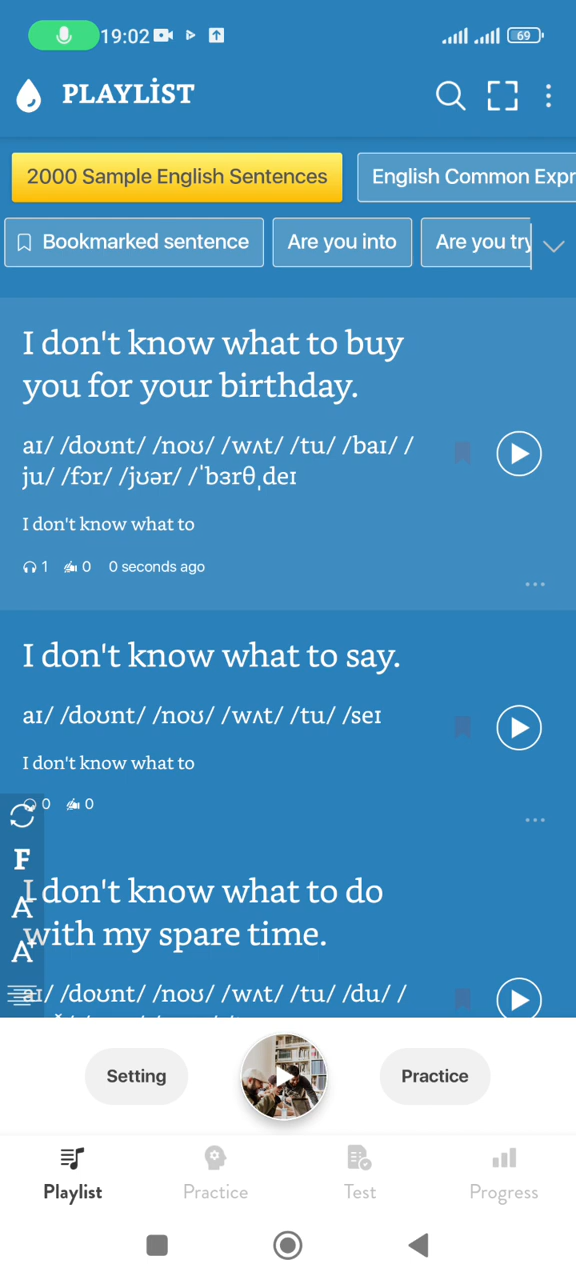 19:02
69
PLAYLİST
2000 Sample English Sentences
English Common Expr
Bookmarked sentence
Are you into
Are you try
I don't know what to buy
you for your birthday.
aɪ/ /doʊnt/ /noʊ/ /wʌt/ /tu/ /baɪ/ /
ju/ /fɔr/ /jʊər/ /ˈbɜrθˌdeɪ
I don't know what to
1 0 0 seconds ago
I don't know what to say.
aɪ/ /doʊnt/ /noʊ/ /wʌt/ /tu/ /seɪ
I don't know what to
0 0
F
I don't know what to do
A
with my spare time.
A+
aɪ/ /doʊnt/ /noʊ/ /wʌt/ /tu/ /du/ /
Setting
Practice
Playlist
Practice
Test
Progress